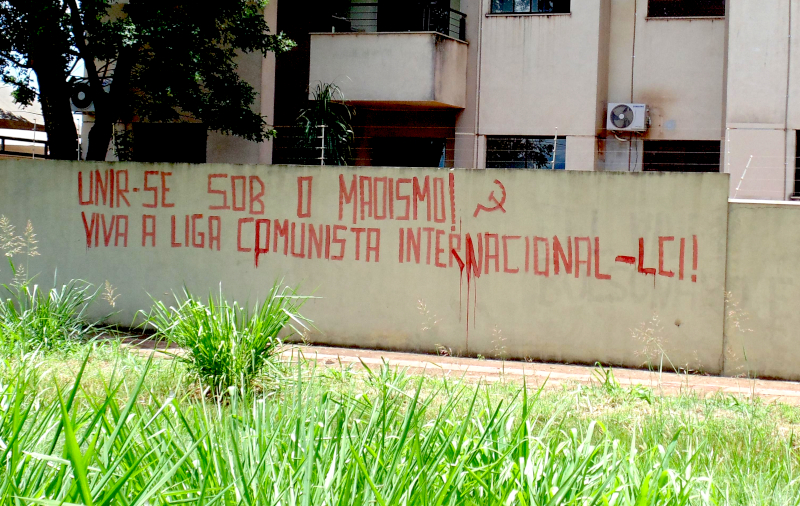 UNIR-SE SOB O MAOISMO!
VIVA A LIGA COMUNISTA INTERNACIONAL-LCI!